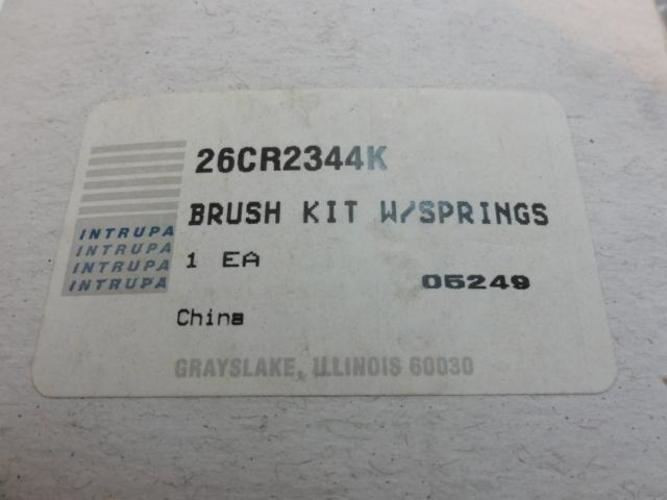 26CR2344K
BRUSH KIT W/SPRINGS
INTRUPA
INTRUPA
INTRUPA
INTRUPA
1 EA
05249
China
GRAYSLAKE, ILLINOIS 60030